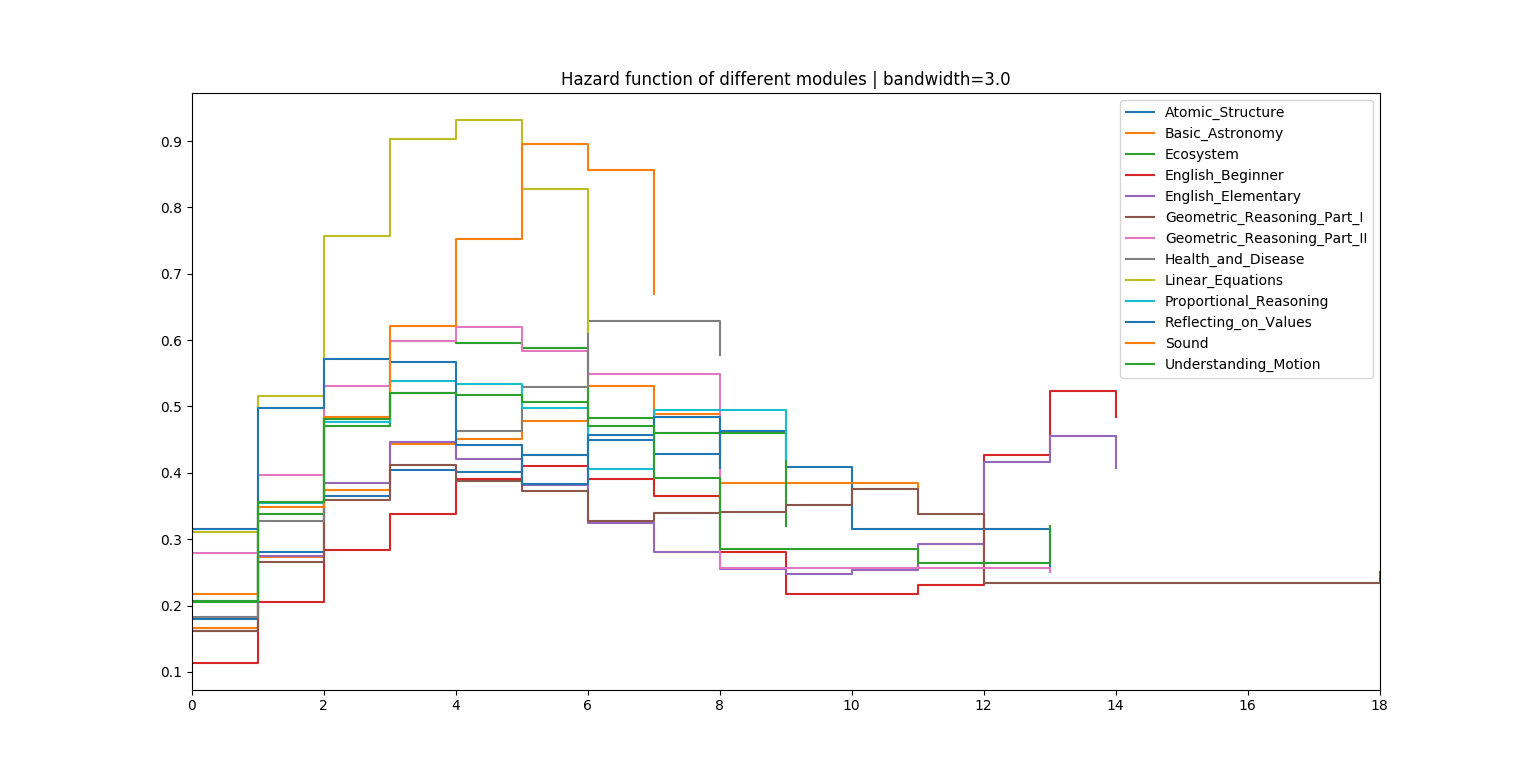 Hazard function of different modules | bandwidth=3.0
0.9
0.8
0.7
0.6
0.5
0.4
0.3
0.2
0.1
0 2 4 6 8 10 12 14 16 18
Atomic_Structure
Basic_Astronomy
Ecosystem
English_Beginner
English_Elementary
Geometric_Reasoning_Part_I
Geometric_Reasoning_Part_II
Health_and_Disease
Linear_Equations
Proportional_Reasoning
Reflecting_on_Values
Sound
Understanding_Motion